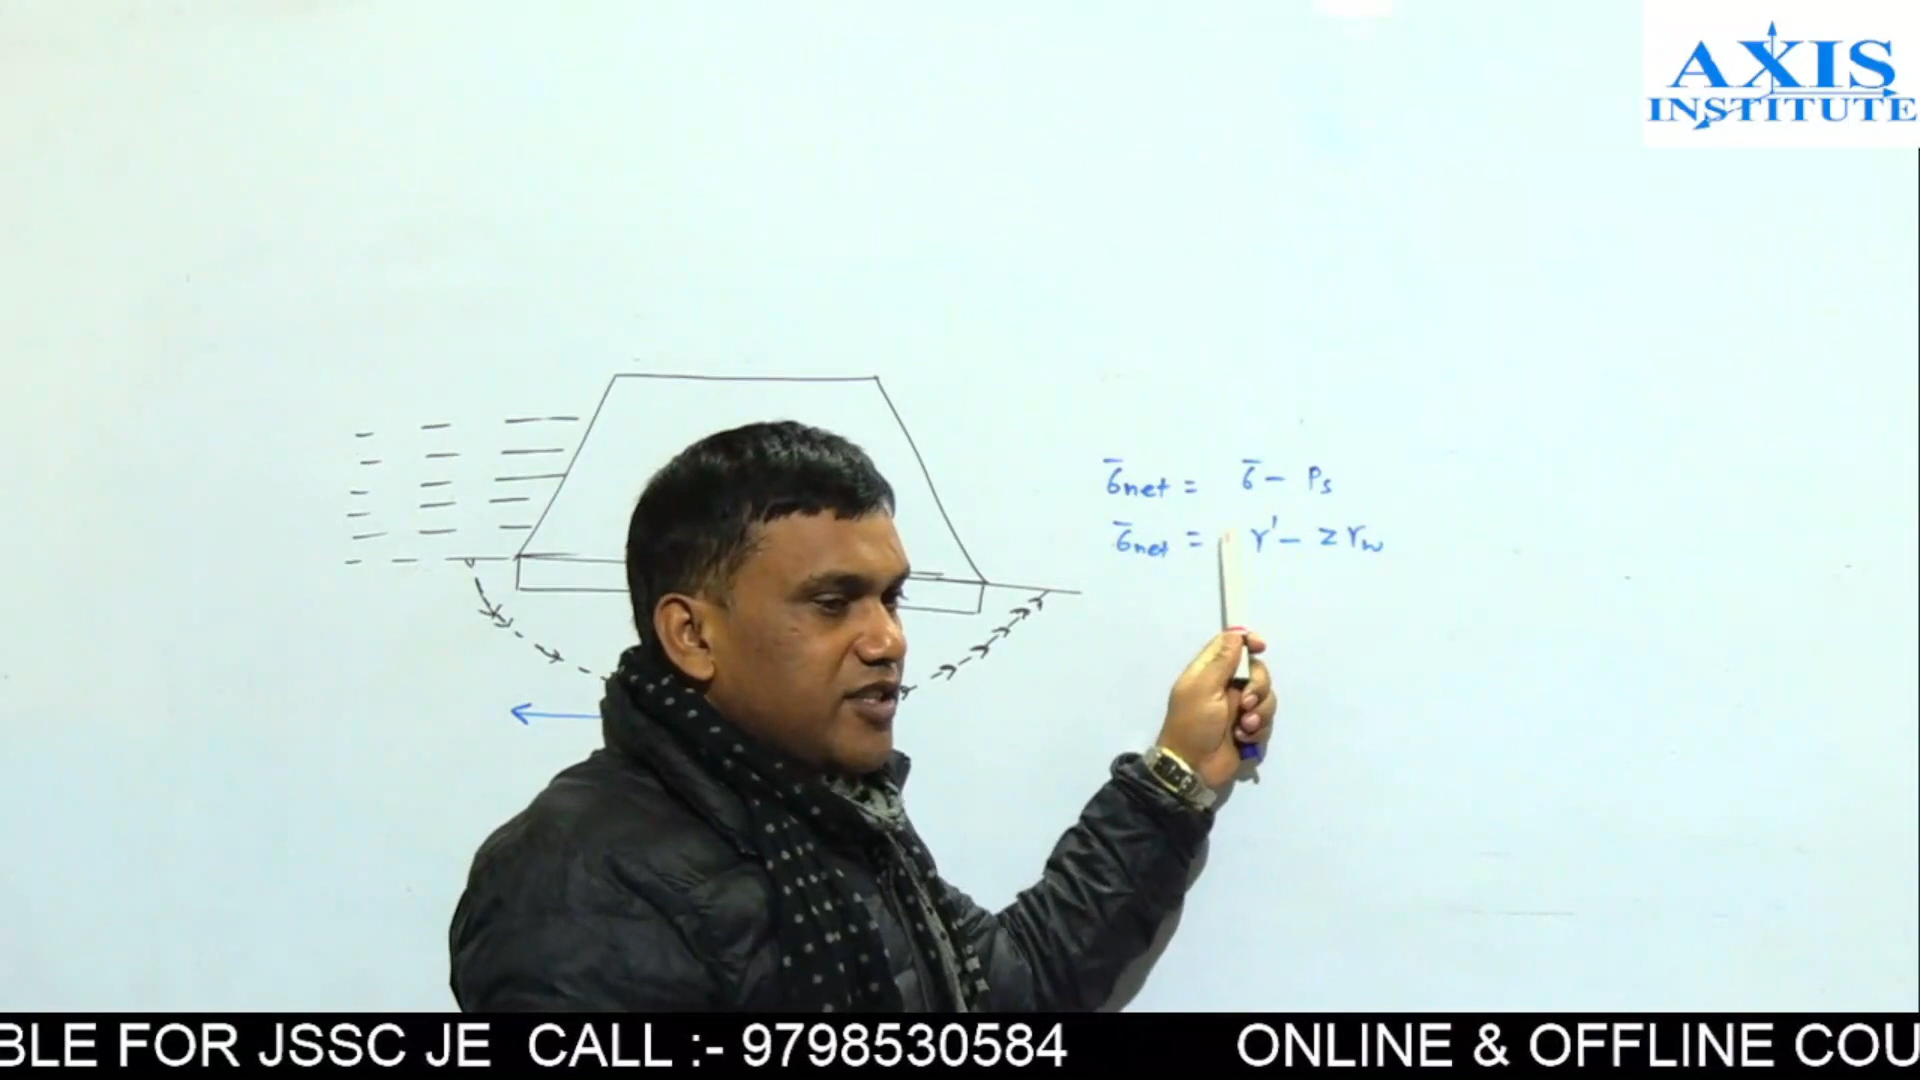 AXIS
INSTITUTE
σ̄net = σ̄ - Ps
σ̄net = γ' - zγw
BLE FOR JSSC JE CALL :- 9798530584 ONLINE & OFFLINE COU